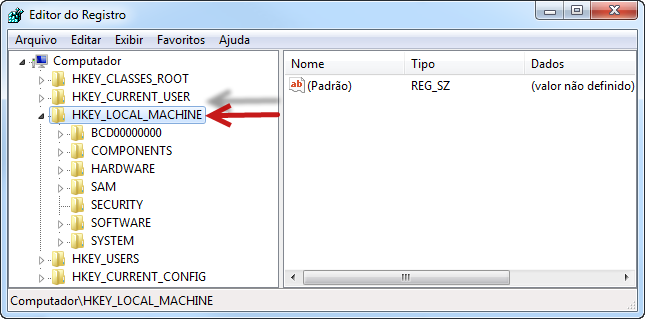 Editor do Registro
Arquivo Editar Exibir Favoritos Ajuda
Computador
HKEY_CLASSES_ROOT
HKEY_CURRENT_USER
HKEY_LOCAL_MACHINE
BCD00000000
COMPONENTS
HARDWARE
SAM
SECURITY
SOFTWARE
SYSTEM
HKEY_USERS
HKEY_CURRENT_CONFIG
Nome Tipo Dados
ab (Padrão) REG_SZ (valor não definido)
Computador\HKEY_LOCAL_MACHINE